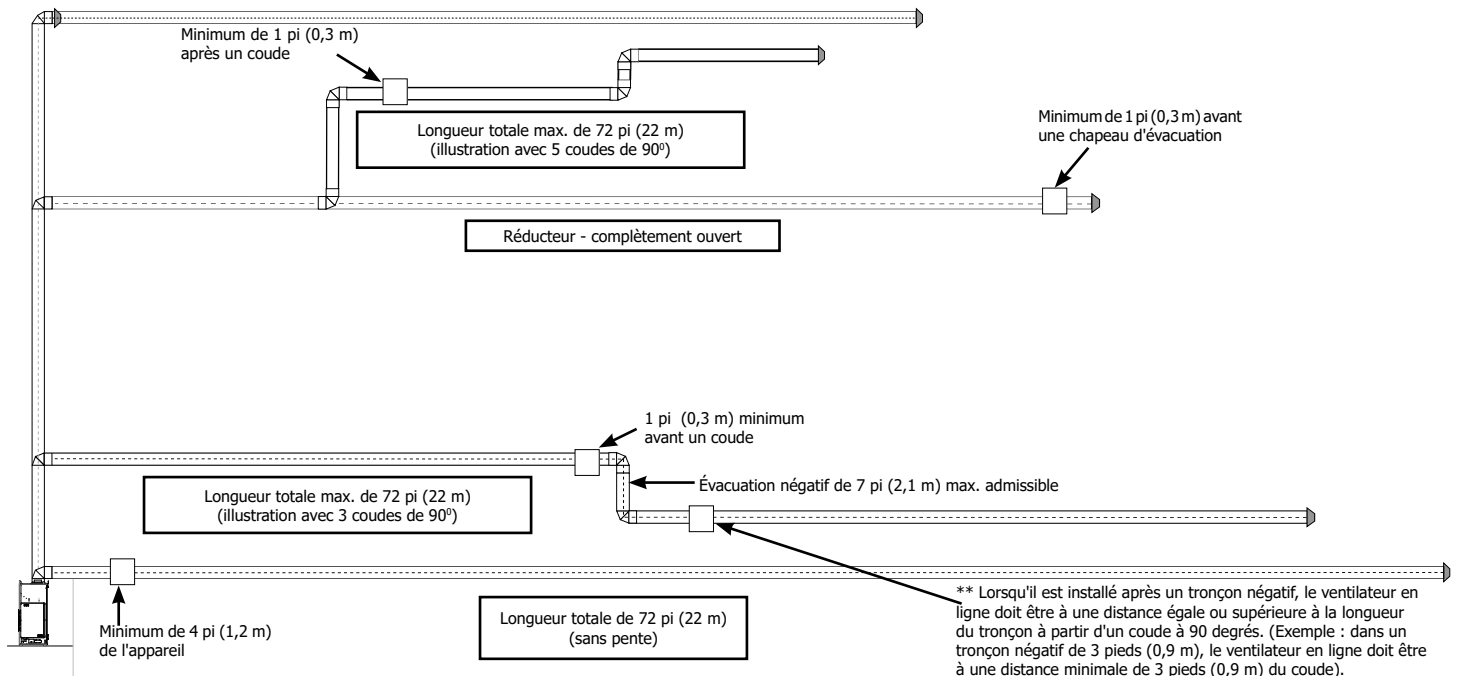 Minimum de 1 pi (0,3 m)
après un coude
Longueur totale max. de 72 pi (22 m)
(illustration avec 5 coudes de 90⁰)
Minimum de 1 pi (0,3 m) avant
une chapeau d'évacuation
Réducteur - complètement ouvert
1 pi (0,3 m) minimum
avant un coude
Évacuation négatif de 7 pi (2,1 m) max. admissible
Longueur totale max. de 72 pi (22 m)
(illustration avec 3 coudes de 90⁰)
Minimum de 4 pi (1,2 m)
de l'appareil
Longueur totale de 72 pi (22 m)
(sans pente)
** Lorsqu'il est installé après un tronçon négatif, le ventilateur en
ligne doit être à une distance égale ou supérieure à la longueur
du tronçon à partir d'un coude à 90 degrés. (Exemple : dans un
tronçon négatif de 3 pieds (0,9 m), le ventilateur en ligne doit être
à une distance minimale de 3 pieds (0,9 m) du coude).